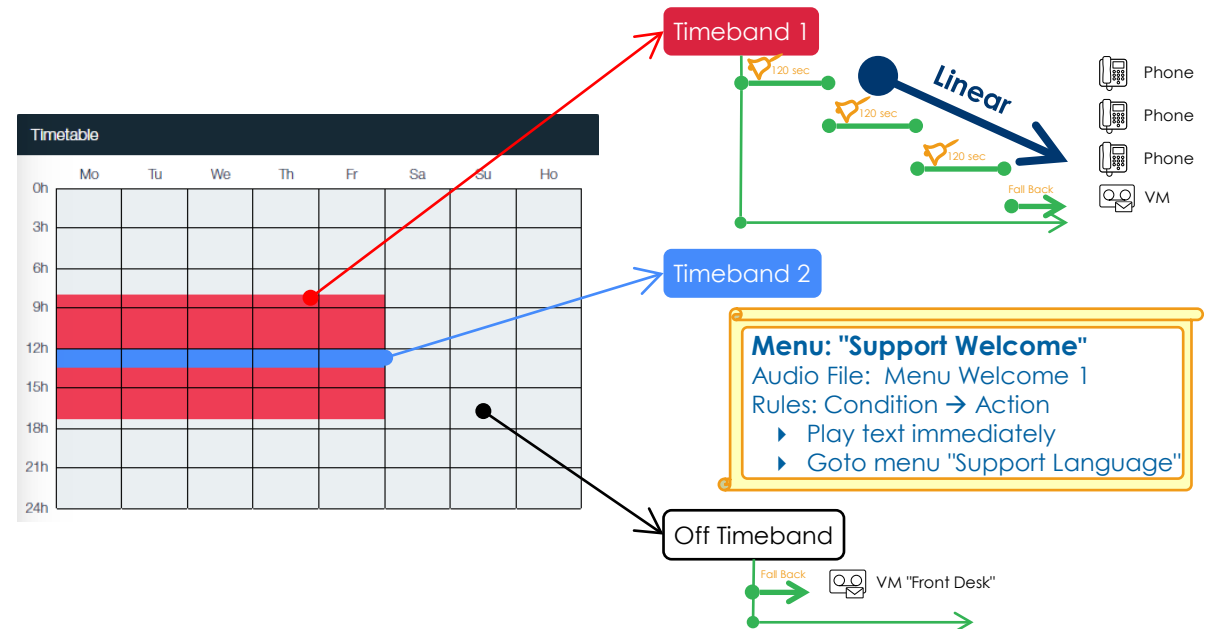 Timetable
Mo Tu We Th Fr Sa Su Ho
0h
3h
6h
9h
12h
15h
18h
21h
24h
Timeband 1
120 sec
120 sec
120 sec
Linear
Fall Back
Phone
Phone
Phone
VM
Timeband 2
Menu: "Support Welcome"
Audio File: Menu Welcome 1
Rules: Condition → Action
Play text immediately
Goto menu "Support Language"
Off Timeband
Fall Back
VM "Front Desk"